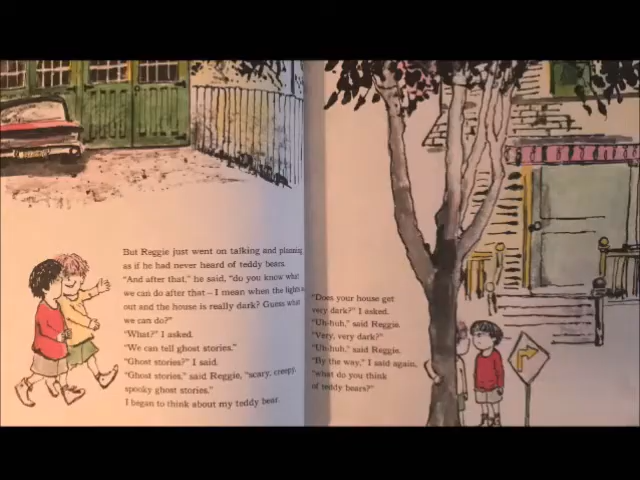 But Reggie just went on talking and planning
as if he had never heard of teddy bears.
"And after that," he said, "do you know what
we can do after that—I mean when the lights
out and the house is really dark? Guess what
we can do?"
"What?" I asked.
"We can tell ghost stories."
"Ghost stories?" I said.
"Ghost stories," said Reggie, "scary, creepy,
spooky ghost stories."
I began to think about my teddy bear.
"Does your house get
very dark?" I asked.
"Uh-huh," said Reggie.
"Very, very dark?"
"Uh-huh," said Reggie.
"By the way," I said again,
"what do you think
of teddy bears?"